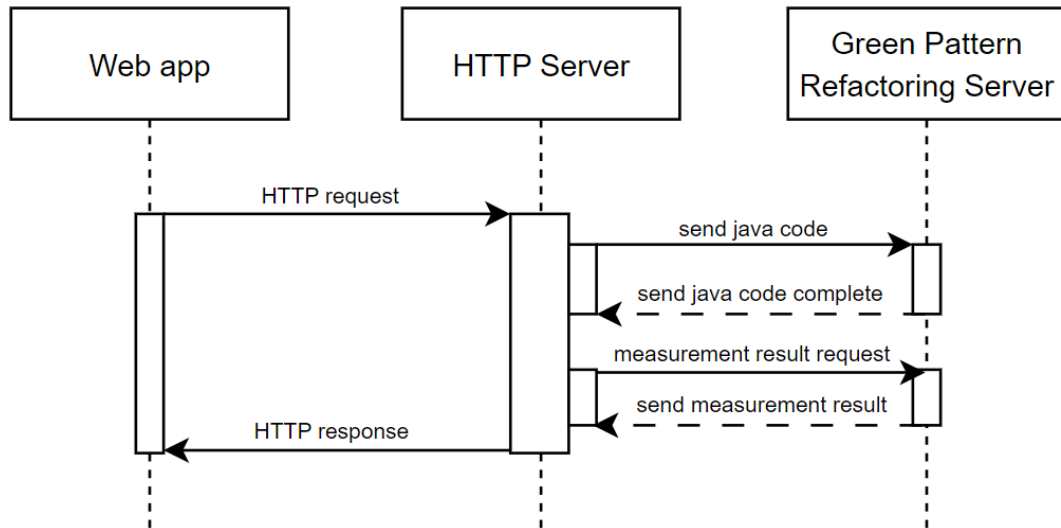 Web app
HTTP Server
Green Pattern
Refactoring Server
HTTP request
send java code
send java code complete
measurement result request
send measurement result
HTTP response